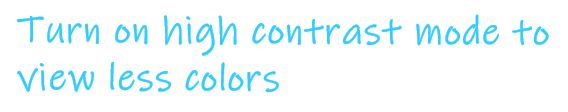 Turn on high contrast mode to
view less colors